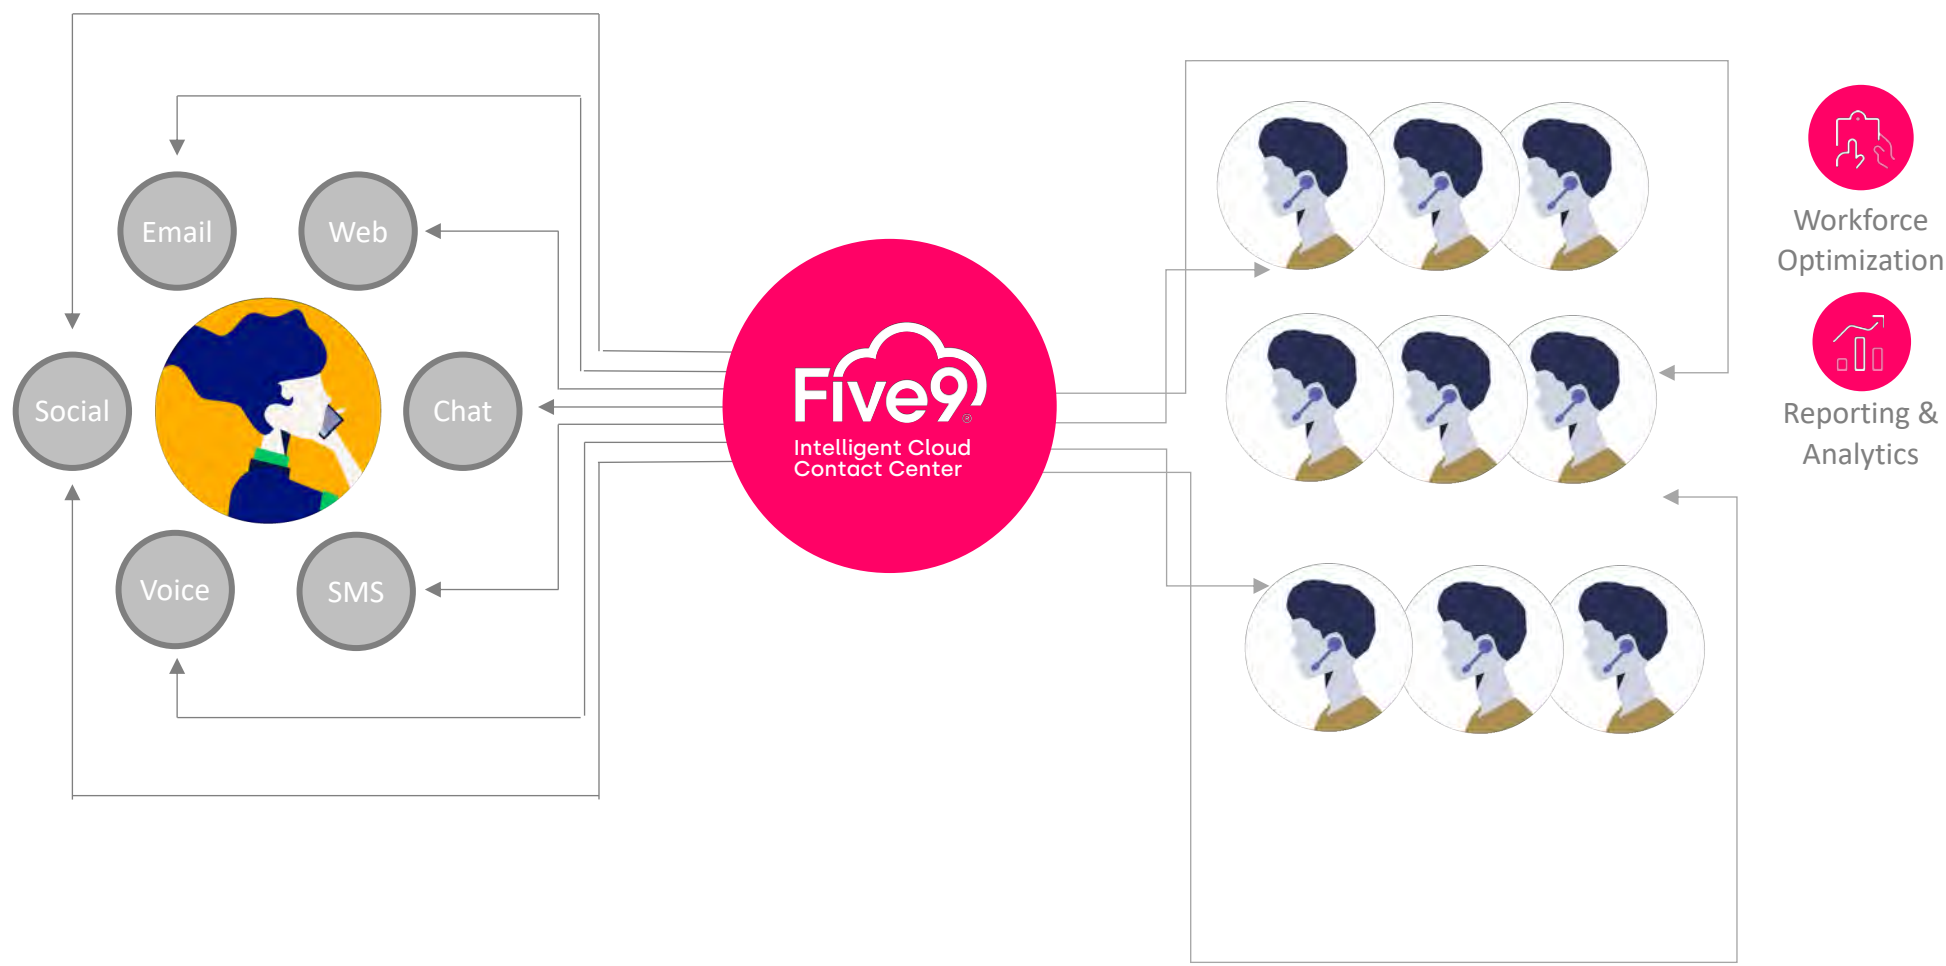 Email
Web
Social
Chat
Voice
SMS
Five9®
Intelligent Cloud
Contact Center
Workforce
Optimization
Reporting &
Analytics